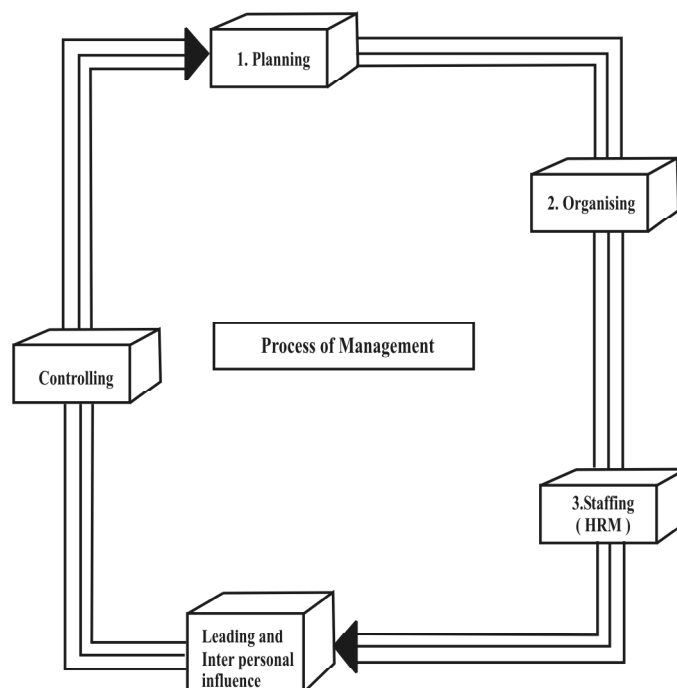 1. Planning
2. Organising
Process of Management
Controlling
3.Staffing
( HRM )
Leading and
Inter personal
influence